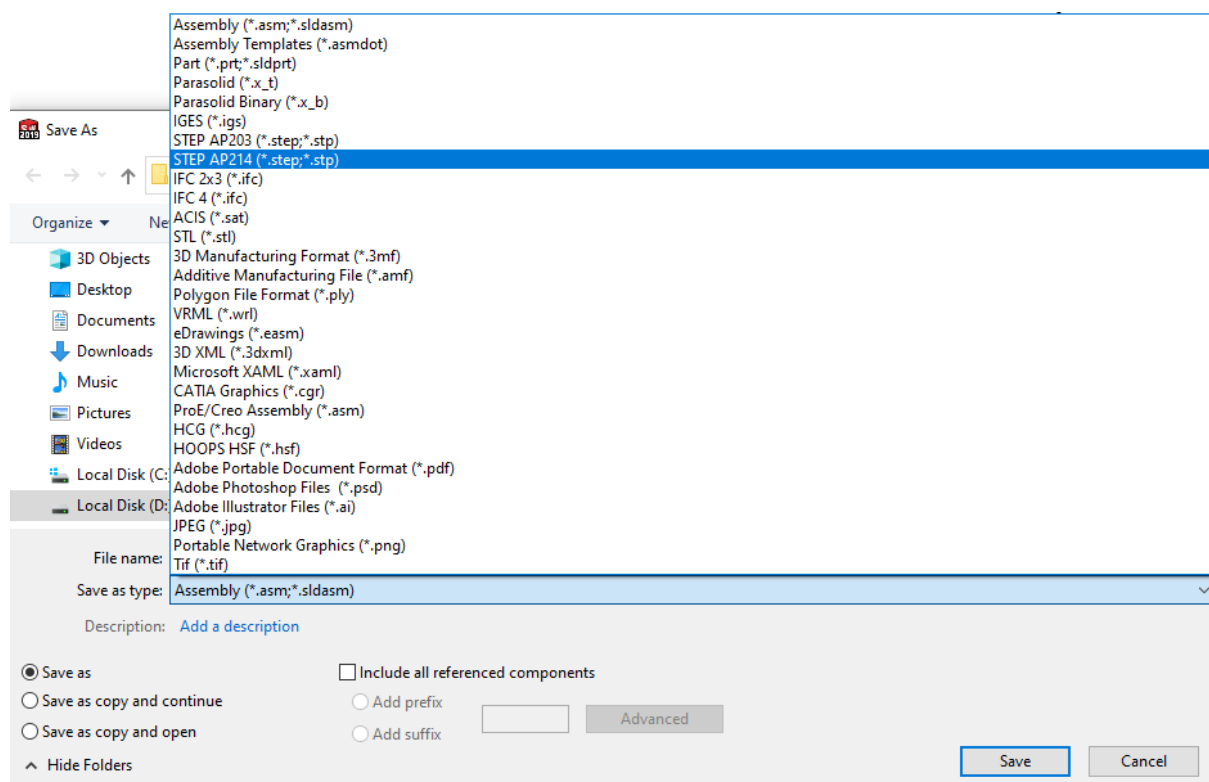 Assembly (*.asm;*.sldasm)
Assembly Templates (*.asmdot)
Part (*.prt;*.sldprt)
Parasolid (*.x_t)
Parasolid Binary (*.x_b)
IGES (*.igs)
STEP AP203 (*.step;*.stp)
STEP AP214 (*.step;*.stp)
IFC 2x3 (*.ifc)
IFC 4 (*.ifc)
ACIS (*.sat)
STL (*.stl)
3D Manufacturing Format (*.3mf)
Additive Manufacturing File (*.amf)
Polygon File Format (*.ply)
VRML (*.wrl)
eDrawings (*.easm)
3D XML (*.3dxml)
Microsoft XAML (*.xaml)
CATIA Graphics (*.cgr)
ProE/Creo Assembly (*.asm)
HCG (*.hcg)
HOOPS HSF (*.hsf)
Adobe Portable Document Format (*.pdf)
Adobe Photoshop Files  (*.psd)
Adobe Illustrator Files (*.ai)
JPEG (*.jpg)
Portable Network Graphics (*.png)
Tif (*.tif)
2019 Save As
Organize Ne
3D Objects
Desktop
Documents
Downloads
Music
Pictures
Videos
Local Disk (C:
Local Disk (D:
File name:
Save as type: Assembly (*.asm;*.sldasm)
Description: Add a description
Save as
Include all referenced components
Save as copy and continue
Add prefix
Advanced
Save as copy and open
Add suffix
Hide Folders
Save
Cancel